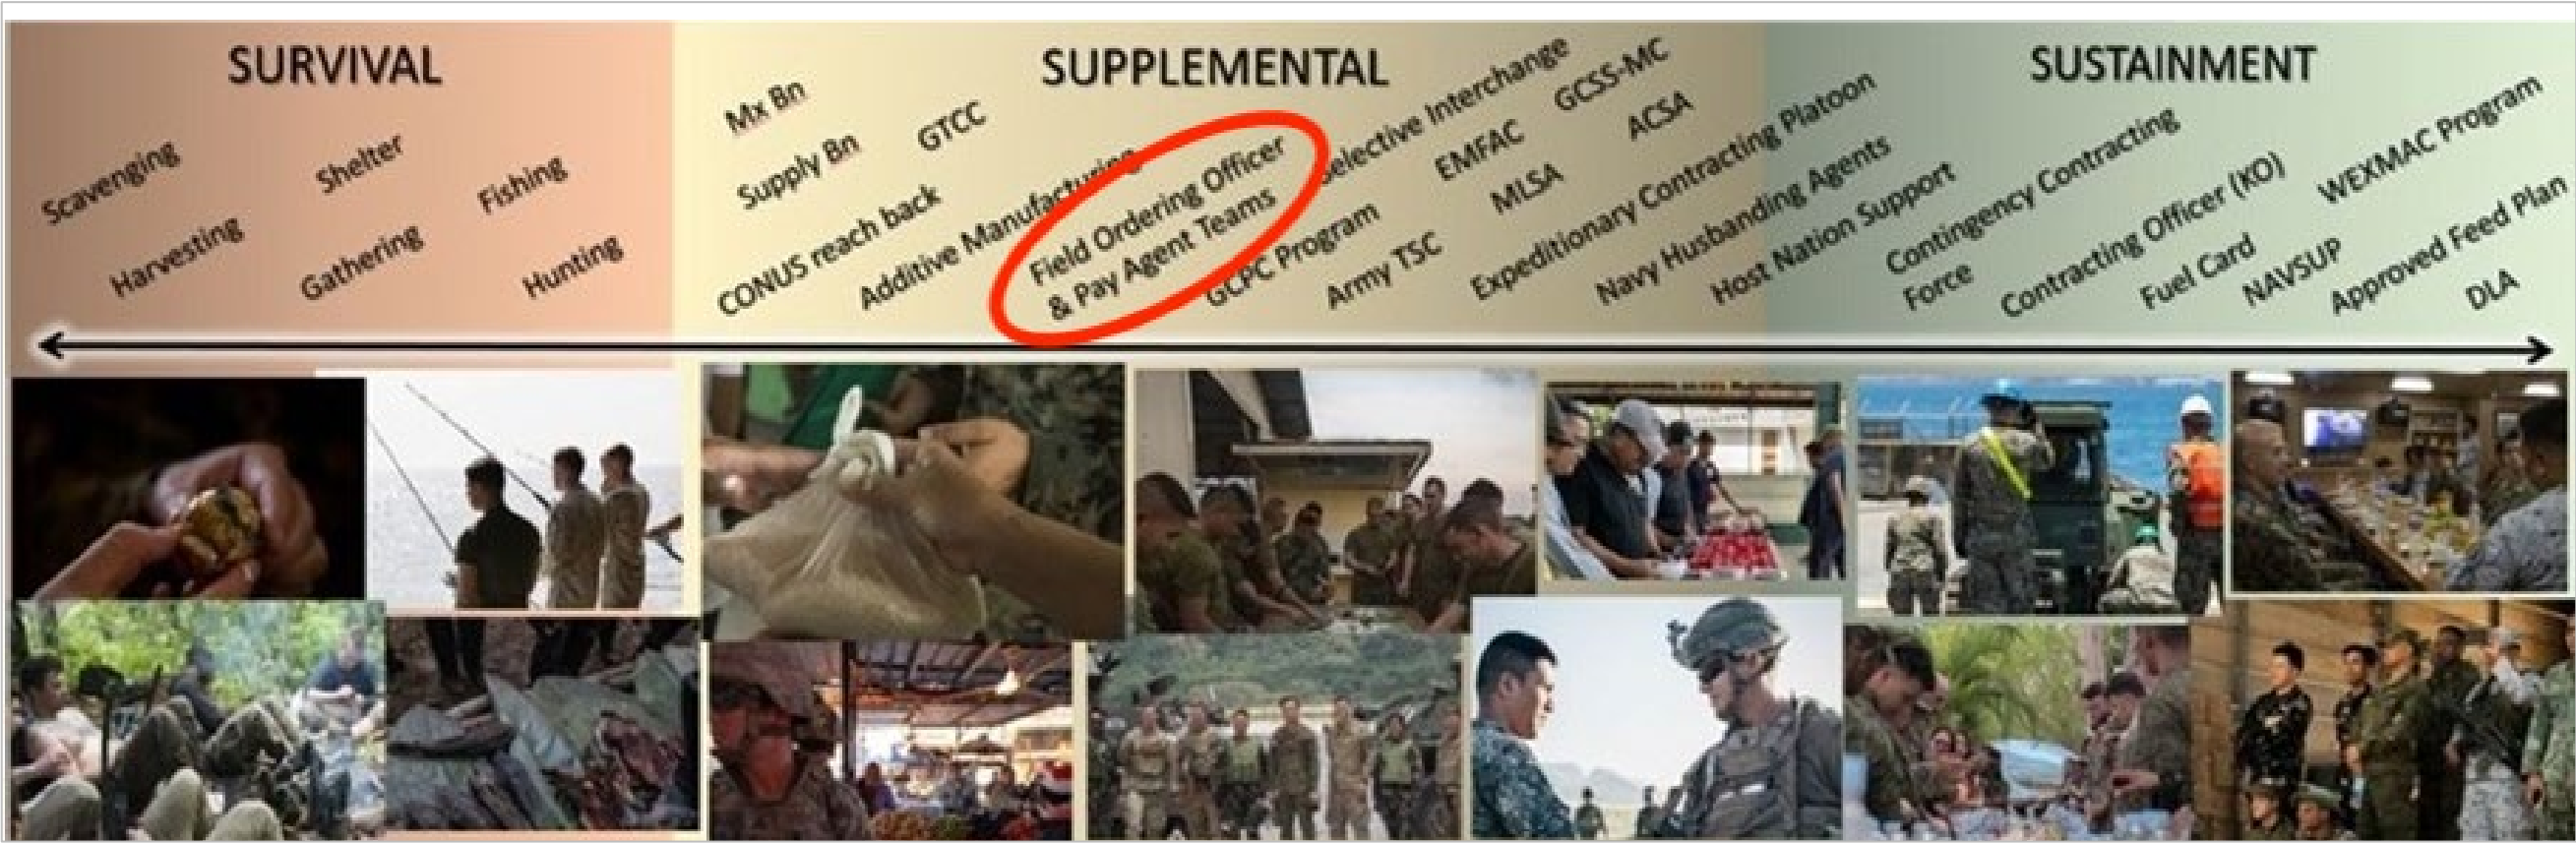 SURVIVAL
Scavenging
Harvesting
Shelter
Gathering
Fishing
Hunting
SUPPLEMENTAL
Mx Bn
Supply Bn
GTCC
CONUS reach back
Additive Manufacturing
Field Ordering Officer
& Pay Agent Teams
Selective Interchange
GCPC Program
EMFAC
GCSS-MC
Army TSC
MLSA
ACSA
Expeditionary Contracting Platoon
Navy Husbanding Agents
Host Nation Support
SUSTAINMENT
Contingency Contracting
Force
Contracting Officer (KO)
Fuel Card
WEXMAC Program
NAVSUP
Approved Feed Plan
DLA